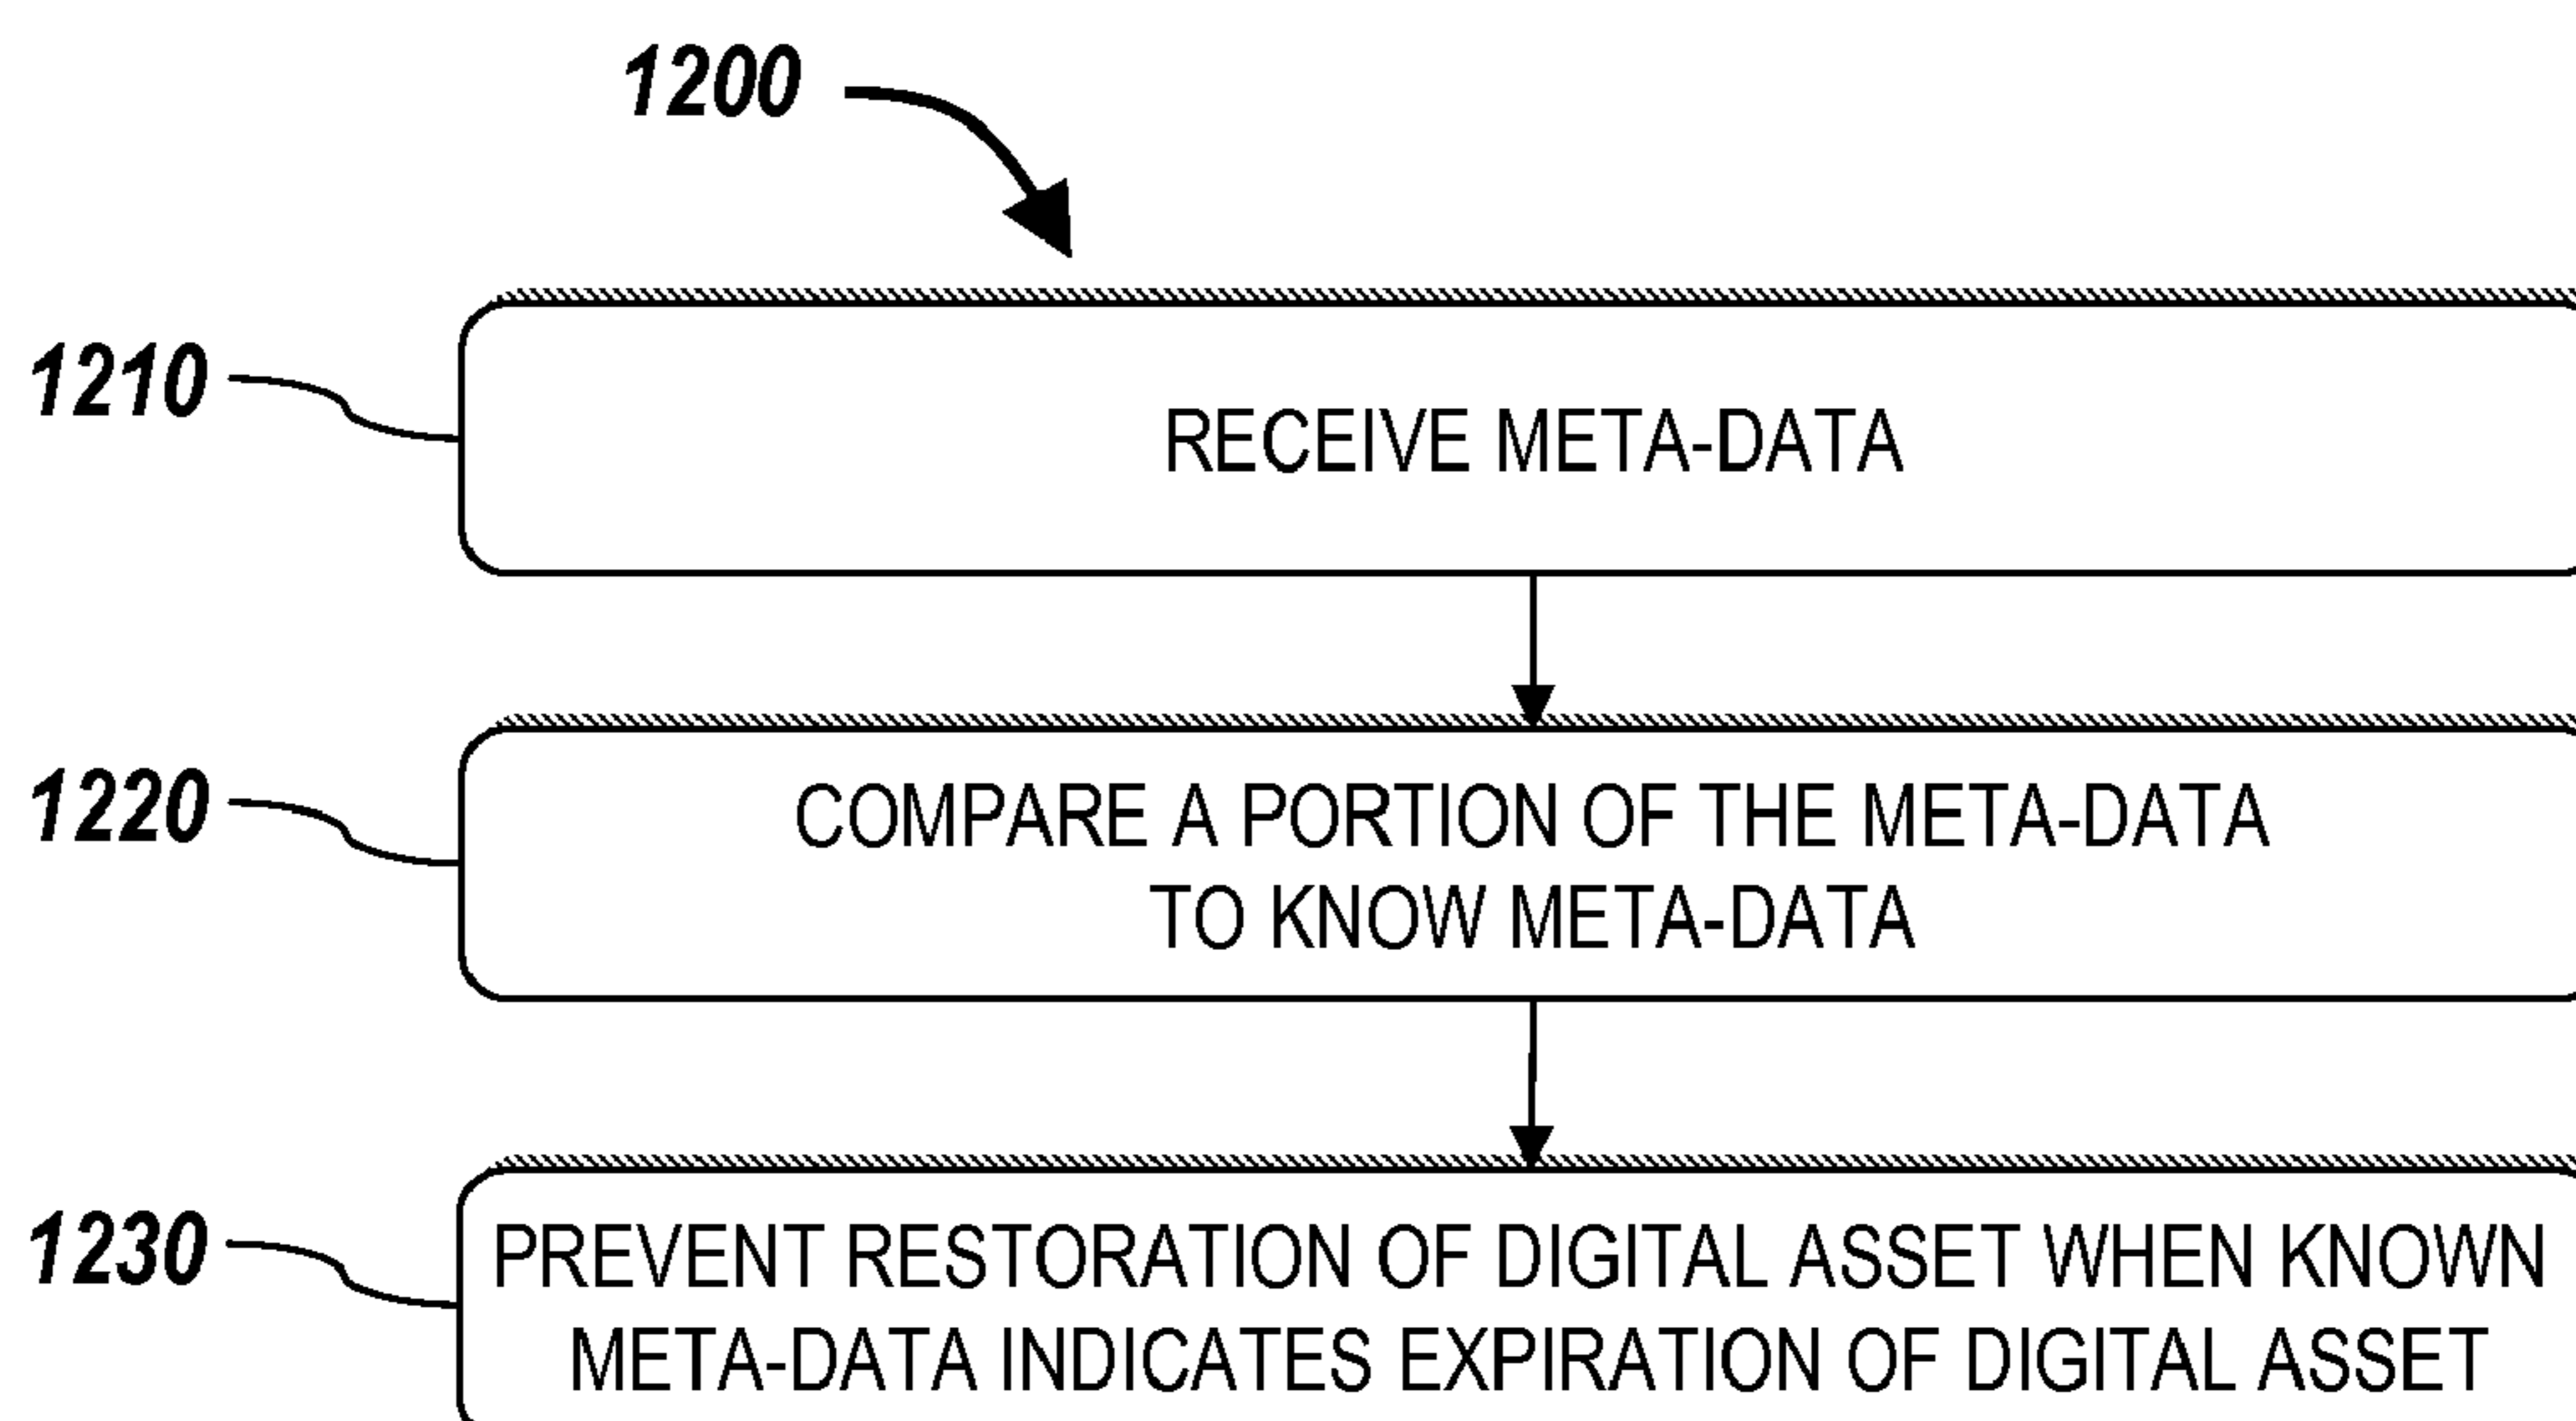 1200
1210
RECEIVE META-DATA
1220
COMPARE A PORTION OF THE META-DATA
TO KNOW META-DATA
1230
PREVENT RESTORATION OF DIGITAL ASSET WHEN KNOWN
META-DATA INDICATES EXPIRATION OF DIGITAL ASSET